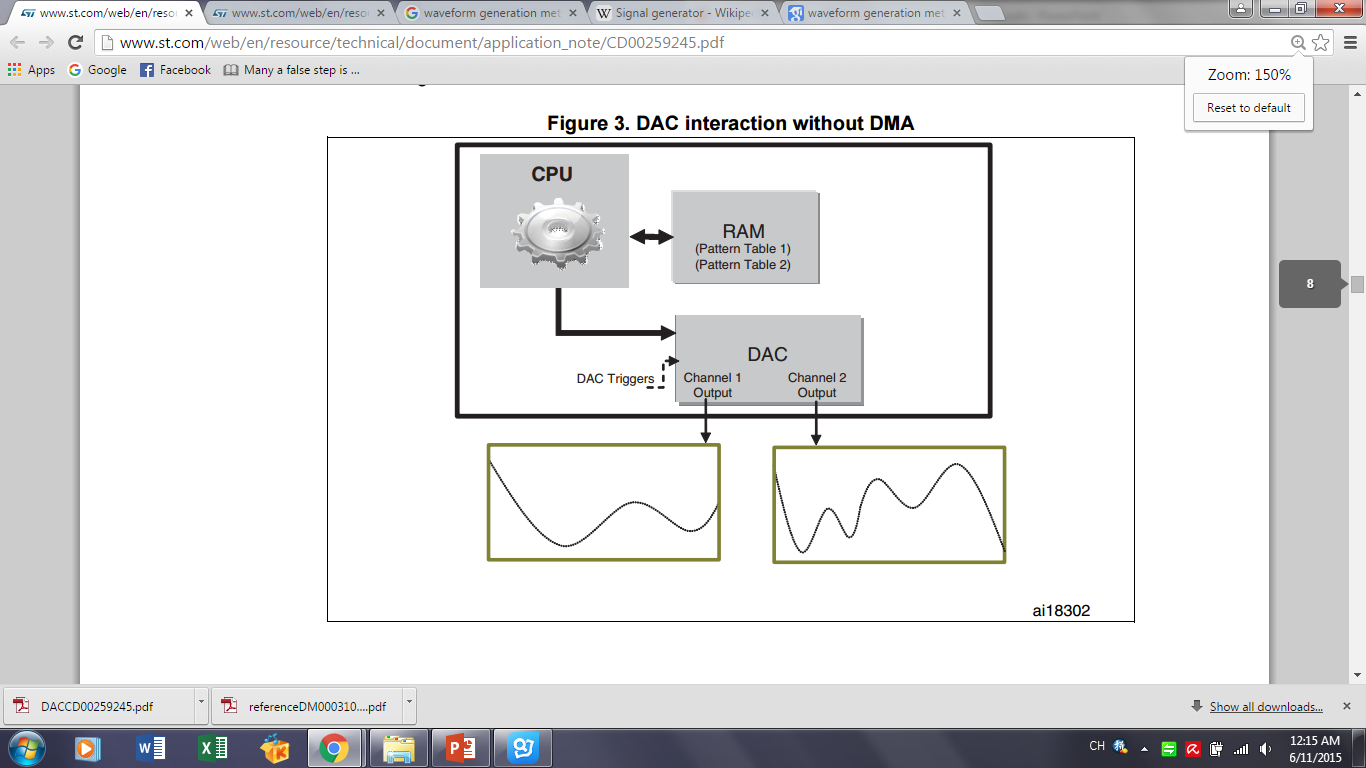 www.st.com/web/en/reso
www.st.com/web/en/reso
waveform generation met
Signal generator - Wikipe
waveform generation met
www.st.com/web/en/resource/technical/document/application_note/CD00259245.pdf
Apps
Google
Facebook
Many a false step is ...
Zoom: 150%
Reset to default
Figure 3. DAC interaction without DMA
CPU
RAM
(Pattern Table 1)
(Pattern Table 2)
8
DAC
DAC Triggers
Channel 1
Output
Channel 2
Output
ai18302
DACCD00259245.pdf
referenceDM000310....pdf
Show all downloads...
CH
12:15 AM
6/11/2015